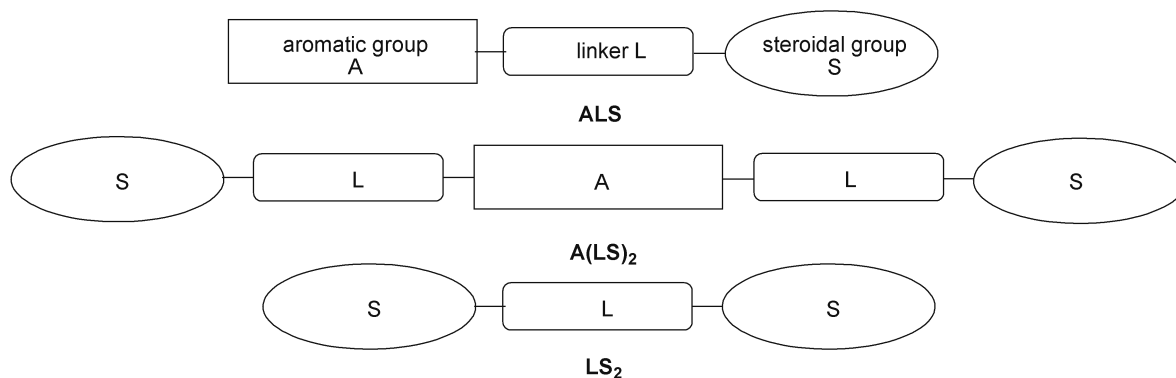 aromatic group
A
linker L
steroidal group
S
ALS
S
L
A
L
S
A(LS)₂
S
L
S
LS₂